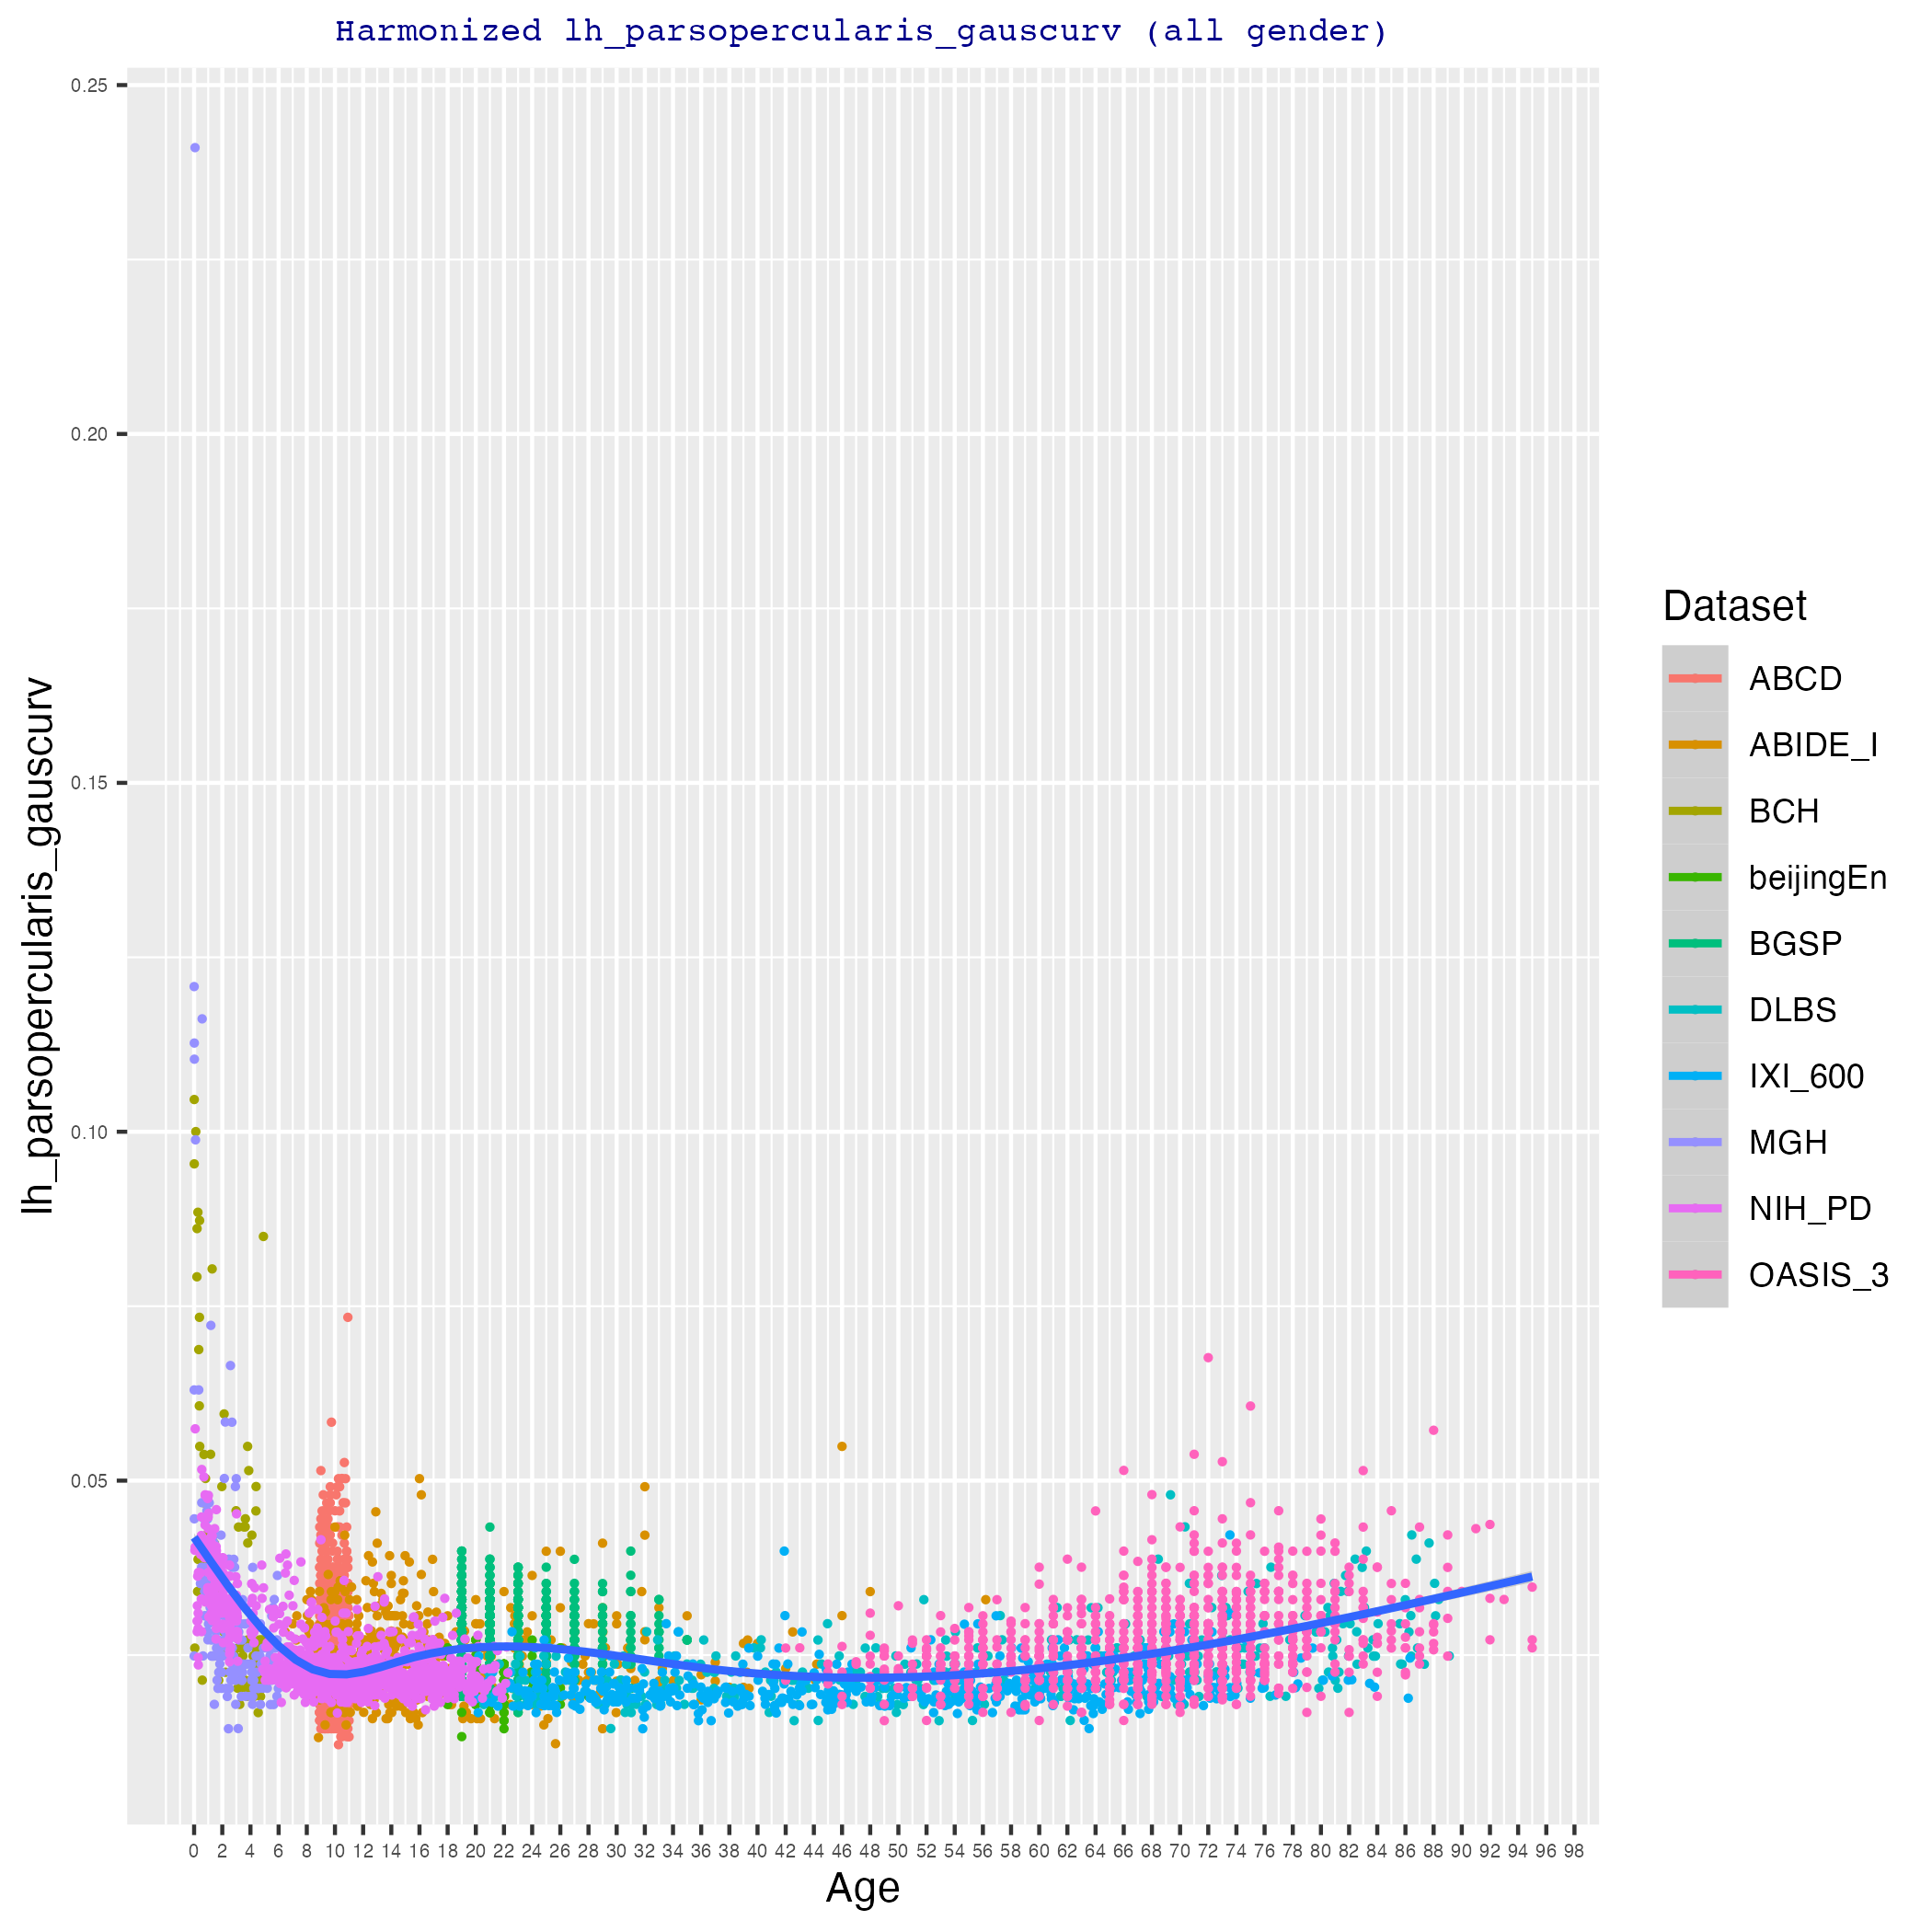 Harmonized lh_parsopercularis_gauscurv (all gender)
lh_parsopercularis_gauscurv
0.25
0.20
0.15
0.10
0.05
0 2 4 6 8 10 12 14 16 18 20 22 24 26 28 30 32 34 36 38 40 42 44 46 48 50 52 54 56 58 60 62 64 66 68 70 72 74 76 78 80 82 84 86 88 90 92 94 96 98
Age
Dataset
ABCD
ABIDE_I
BCH
beijingEn
BGSP
DLBS
IXI_600
MGH
NIH_PD
OASIS_3